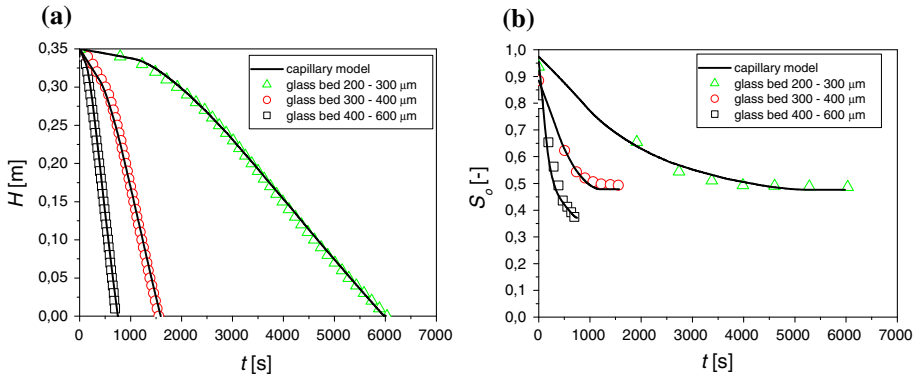 (a)
0,35
0,30
0,25
0,20
0,15
0,10
0,05
0,00
H [m]
capillary model
glass bed 200 - 300 μm
glass bed 300 - 400 μm
glass bed 400 - 600 μm
0 1000 2000 3000 4000 5000 6000 7000
t [s]
(b)
1,0
0,9
0,8
0,7
0,6
0,5
0,4
0,3
0,2
0,1
0,0
S_o [-]
capillary model
glass bed 200 - 300 μm
glass bed 300 - 400 μm
glass bed 400 - 600 μm
0 1000 2000 3000 4000 5000 6000 7000
t [s]